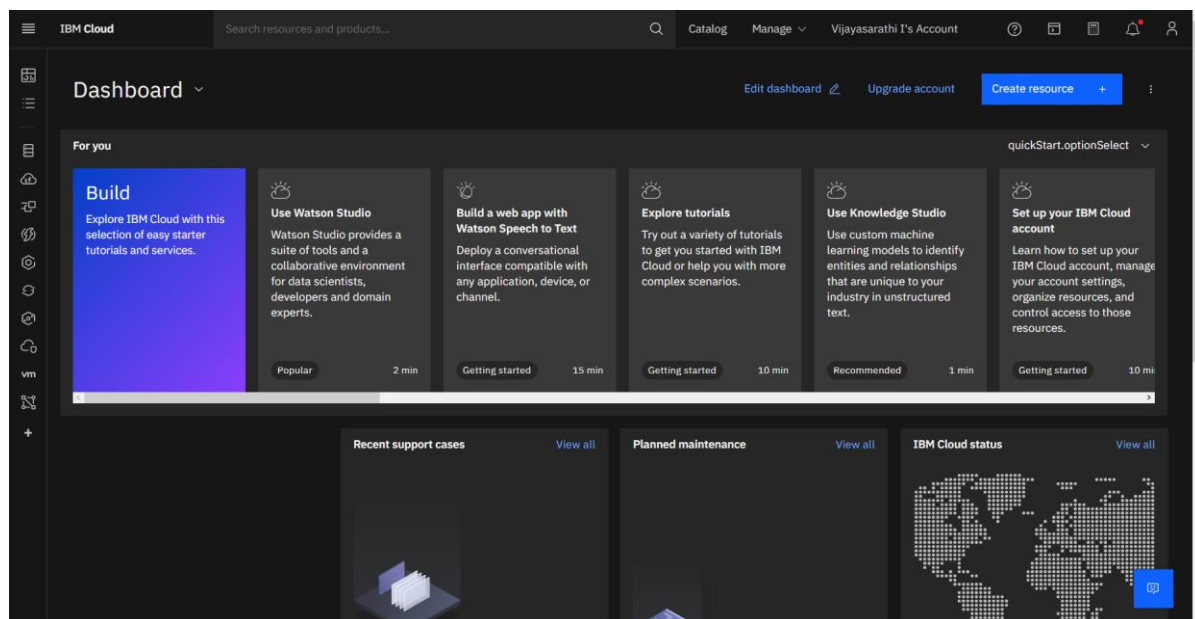 IBM Cloud
Search resources and products...
Catalog
Manage
Vijayasarathi I's Account
Dashboard
Edit dashboard
Upgrade account
Create resource +
For you
quickStart.optionSelect
Build
Explore IBM Cloud with this
selection of easy starter
tutorials and services.
Use Watson Studio
Watson Studio provides a
suite of tools and a
collaborative environment
for data scientists,
developers and domain
experts.
Popular
2 min
Build a web app with
Watson Speech to Text
Deploy a conversational
interface compatible with
any application, device, or
channel.
Getting started
15 min
Explore tutorials
Try out a variety of tutorials
to get you started with IBM
Cloud or help you with more
complex scenarios.
Getting started
10 min
Use Knowledge Studio
Use custom machine
learning models to identify
entities and relationships
that are unique to your
industry in unstructured
text.
Recommended
1 min
Set up your IBM Cloud
account
Learn how to set up your
IBM Cloud account, manage
your account settings,
organize resources, and
control access to those
resources.
Getting started
10 mi
vm
Recent support cases
View all
Planned maintenance
View all
IBM Cloud status
View all